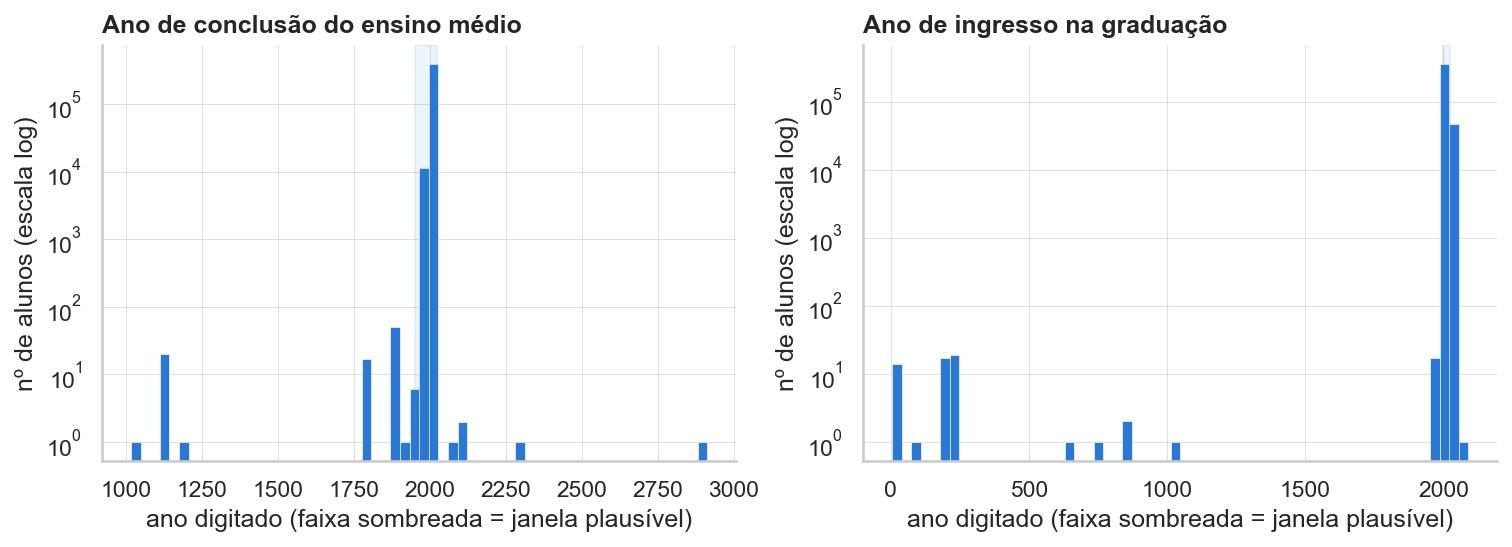 Ano de conclusão do ensino médio
nº de alunos (escala log)
10^5
10^4
10^3
10^2
10^1
10^0
1000 1250 1500 1750 2000 2250 2500 2750 3000
ano digitado (faixa sombreada = janela plausível)
Ano de ingresso na graduação
nº de alunos (escala log)
10^5
10^4
10^3
10^2
10^1
10^0
0 500 1000 1500 2000
ano digitado (faixa sombreada = janela plausível)